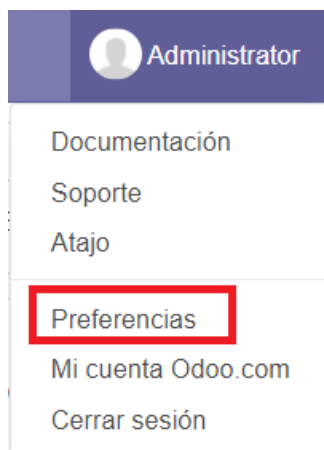 Administrator
Documentación
Soporte
Atajo
Preferencias
Mi cuenta Odoo.com
Cerrar sesión